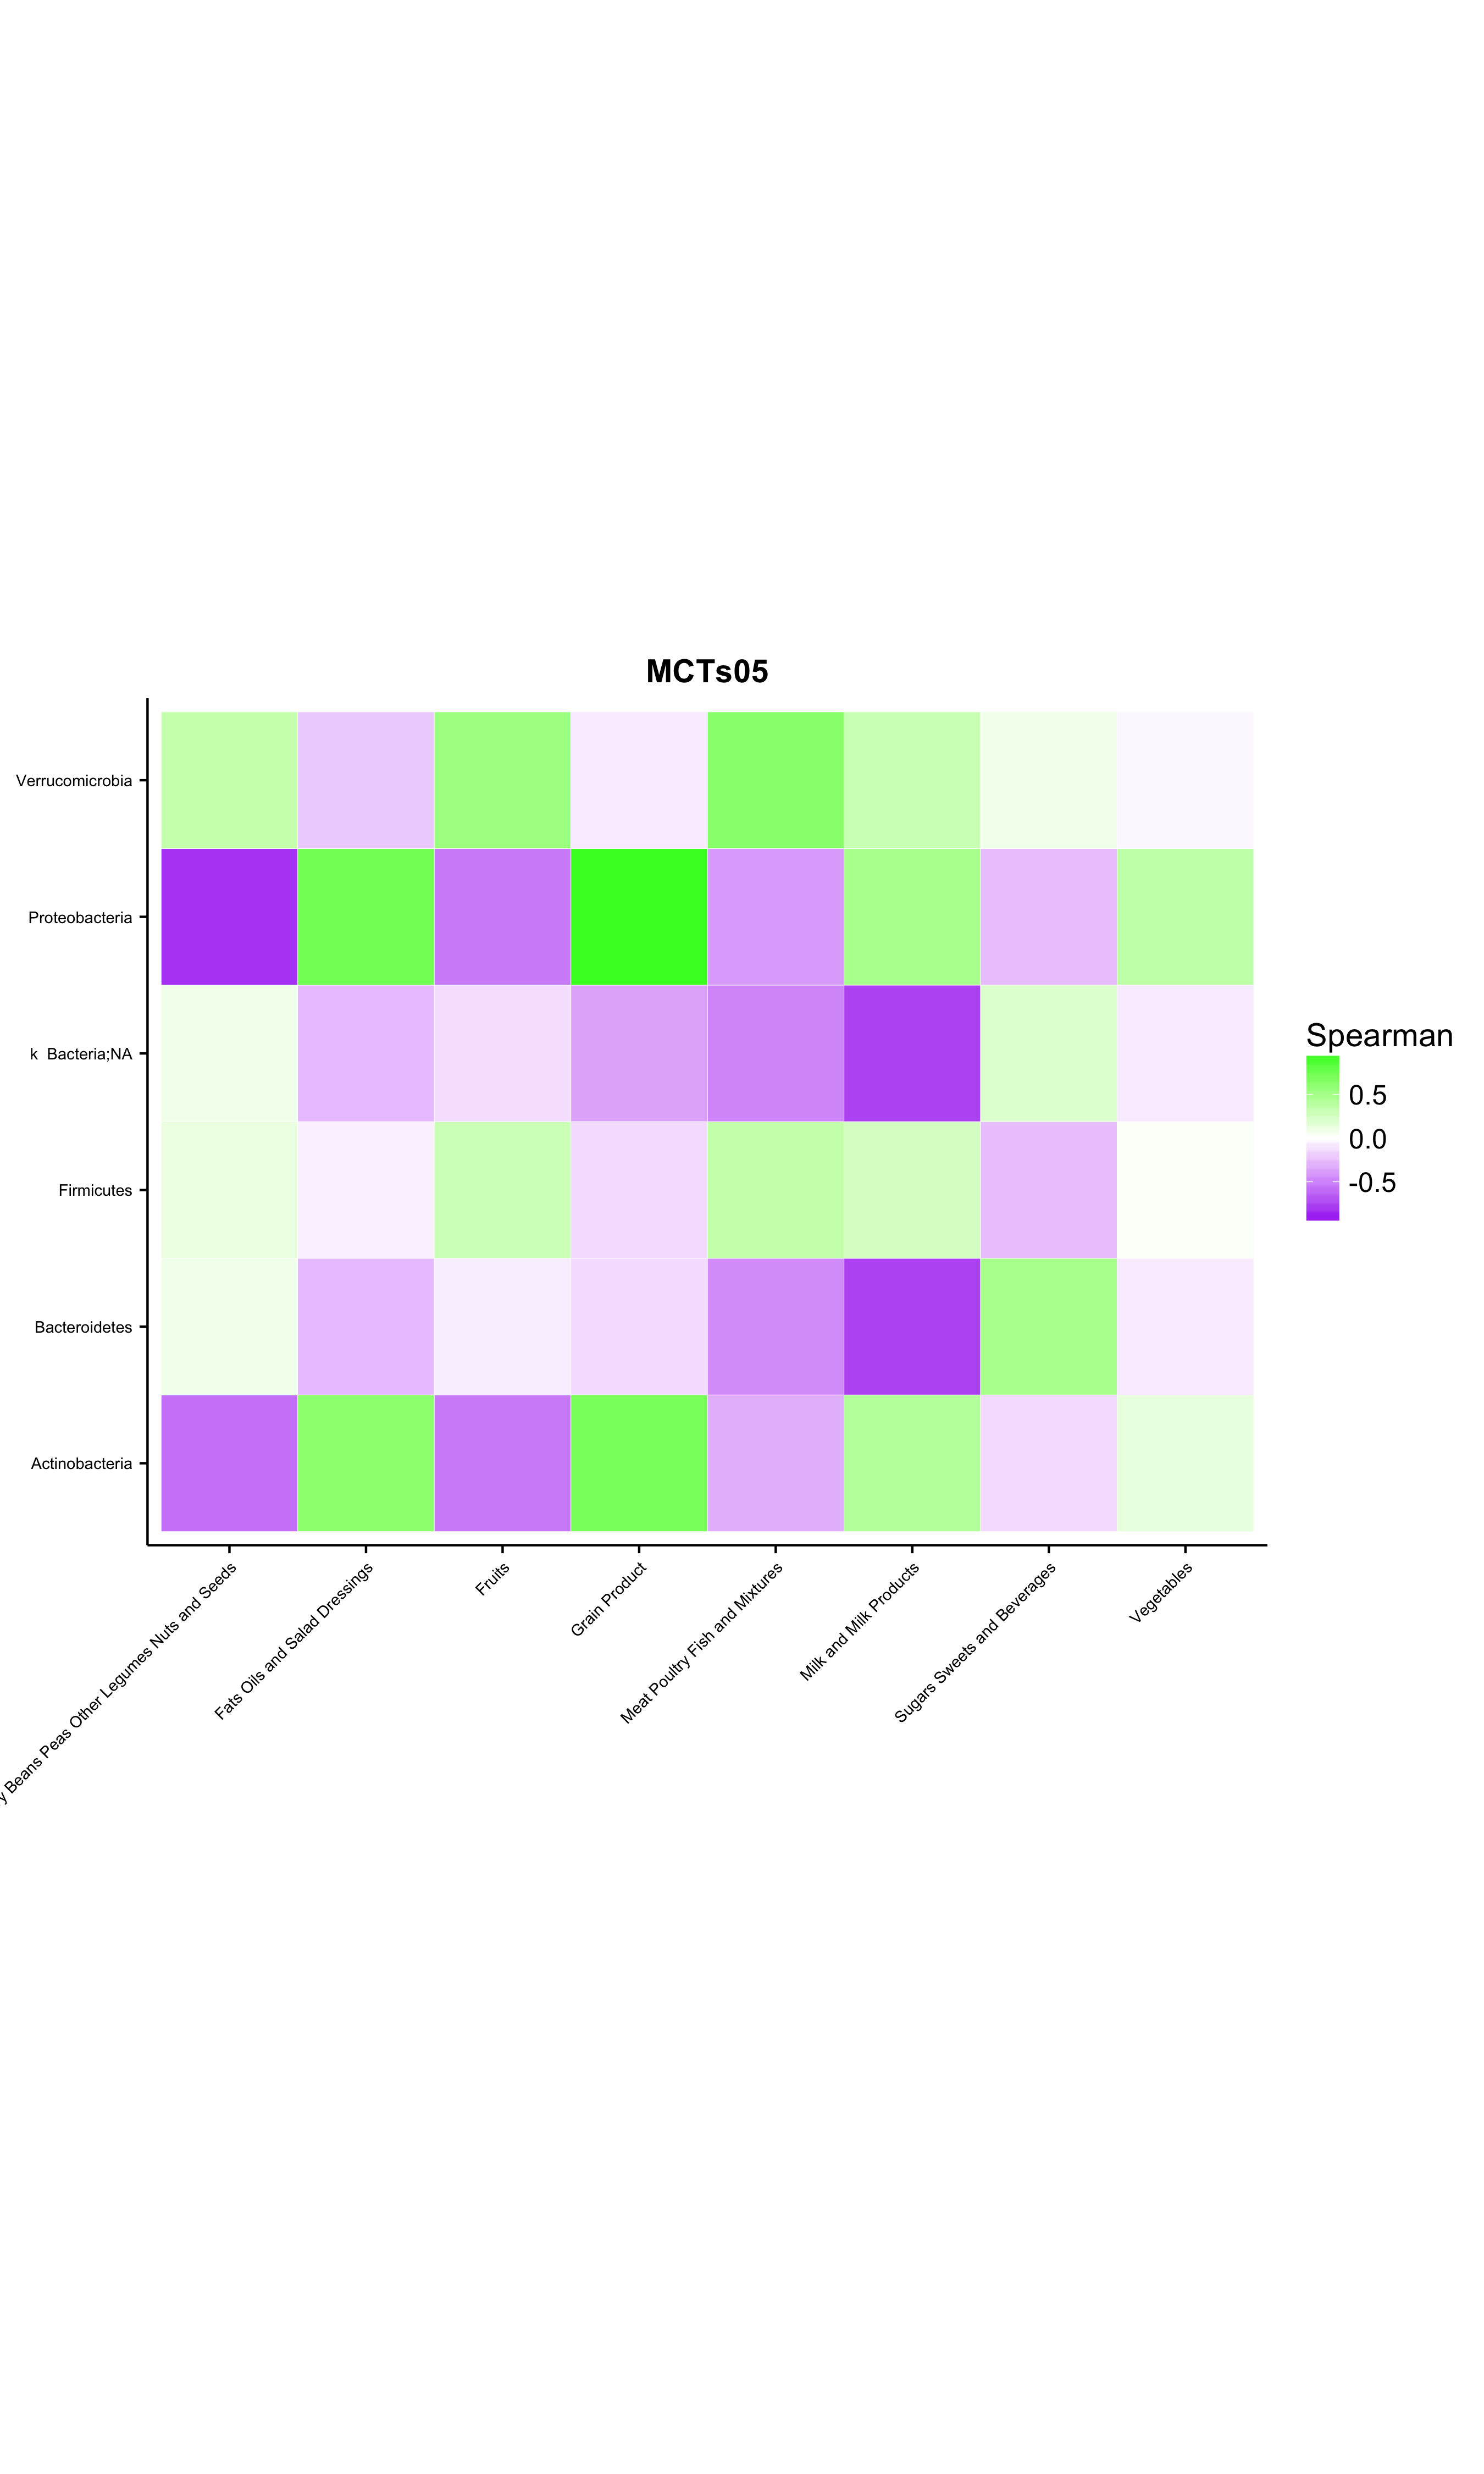 MCTs05
Verrucomicrobia
Proteobacteria
k Bacteria;NA
Firmicutes
Bacteroidetes
Actinobacteria
Spearman
0.5
0.0
-0.5
Beans Peas Other Legumes Nuts and Seeds
Fats Oils and Salad Dressings
Fruits
Grain Product
Meat Poultry Fish and Mixtures
Milk and Milk Products
Sugars Sweets and Beverages
Vegetables